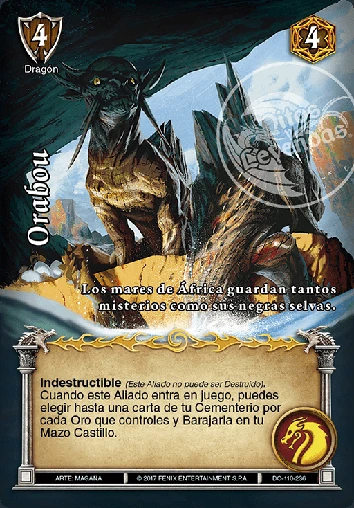 4
4
Dragón
Mitos
Leyendas
Orabou
Los mares de África guardan tantos
misterios como sus negras selvas.
Indestructible (Este Aliado no puede ser Destruido).
Cuando este Aliado entra en juego, puedes
elegir hasta una carta de tu Cementerio por
cada Oro que controles y Barajarla en tu
Mazo Castillo.
ARTE: MAGAÑA
© 2017 FENIX ENTERTAINMENT S.P.A.
DC-110-236